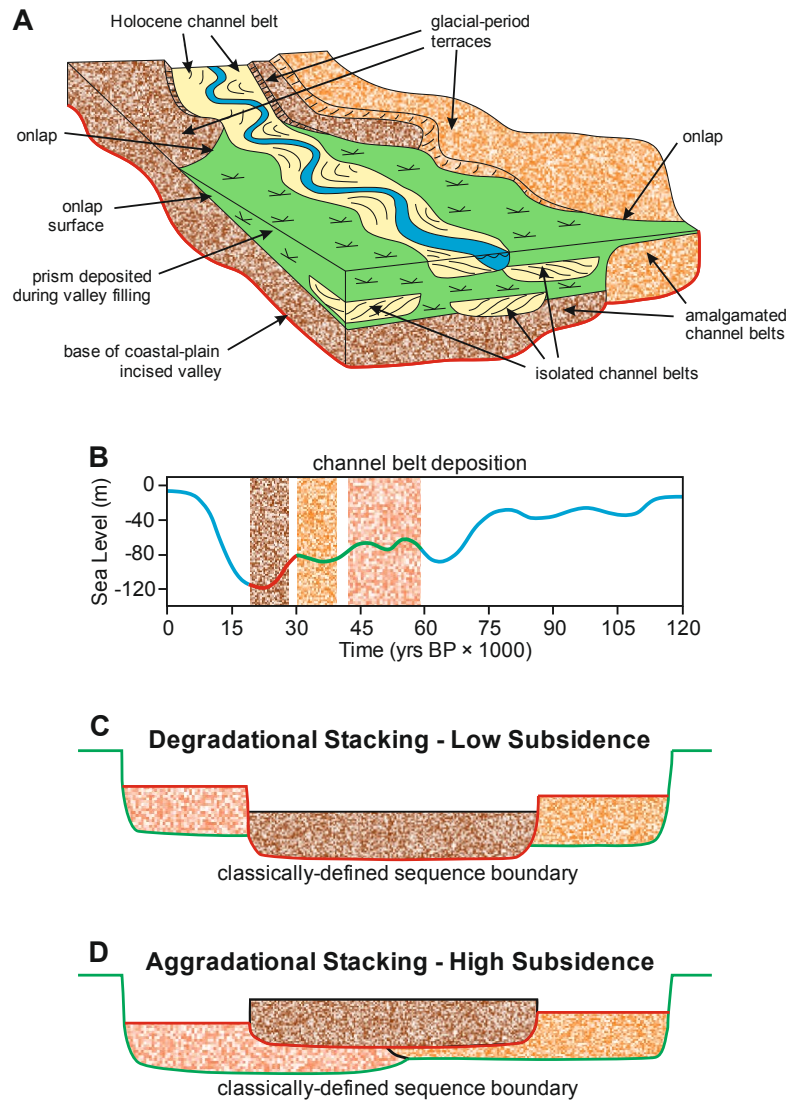 A
Holocene channel belt
glacial-period
terraces
onlap
onlap
onlap
surface
prism deposited
during valley filling
base of coastal-plain
incised valley
amalgamated
channel belts
isolated channel belts
B
channel belt deposition
Sea Level (m)
0
-40
-80
-120
0
15
30
45
60
75
90
105
120
Time (yrs BP × 1000)
C
Degradational Stacking - Low Subsidence
classically-defined sequence boundary
D
Aggradational Stacking - High Subsidence
classically-defined sequence boundary